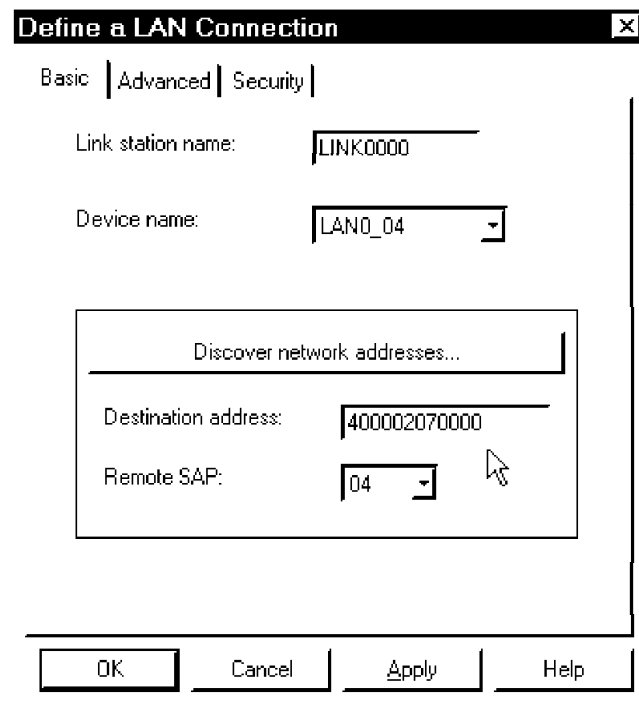 Define a LAN Connection
Basic Advanced Security
Link station name: LINK0000
Device name: LAN0_04
Discover network addresses...
Destination address: 400002070000
Remote SAP: 04
OK Cancel Apply Help